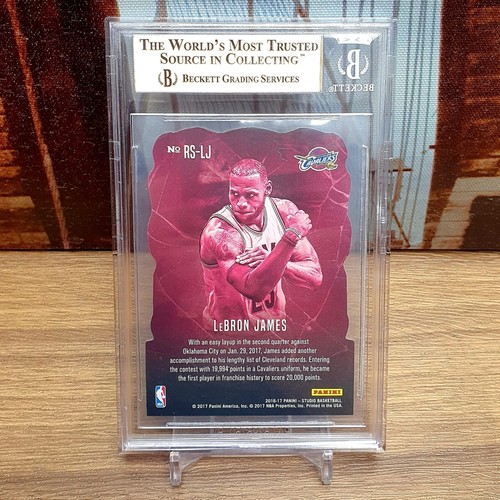 THE WORLD'S MOST TRUSTED
SOURCE IN COLLECTING™
B BECKETT GRADING SERVICES
B
BECKETT
Nº RS-LJ
CAVALIERS
LEBRON JAMES
With an easy layup in the second quarter against
Oklahoma City on Jan. 29, 2017, James added another
accomplishment to his lengthy list of Cleveland records. Entering
the contest with 19,994 points in a Cavaliers uniform, he became
the first player in franchise history to score 20,000 points.
PANINI
2016-17 PANINI – STUDIO BASKETBALL
© 2017 Panini America, Inc. © 2017 NBA Properties, Inc. Printed in the USA.
NBA